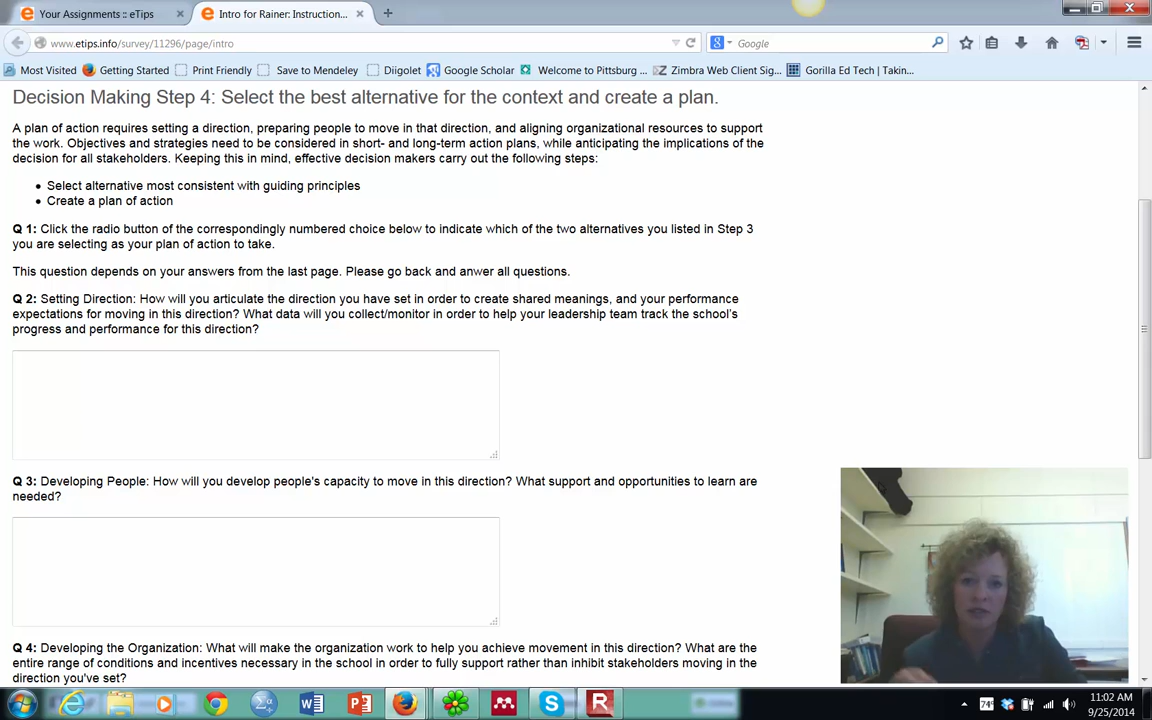 Your Assignments :: eTips
Intro for Rainer: Instruction...
www.etips.info/survey/11296/page/intro
Google
Most Visited
Getting Started
Print Friendly
Save to Mendeley
Diigolet
Google Scholar
Welcome to Pittsburg ...
Zimbra Web Client Sig...
Gorilla Ed Tech | Takin...
Decision Making Step 4: Select the best alternative for the context and create a plan.
A plan of action requires setting a direction, preparing people to move in that direction, and aligning organizational resources to support
the work. Objectives and strategies need to be considered in short- and long-term action plans, while anticipating the implications of the
decision for all stakeholders. Keeping this in mind, effective decision makers carry out the following steps:
Select alternative most consistent with guiding principles
Create a plan of action
Q 1: Click the radio button of the correspondingly numbered choice below to indicate which of the two alternatives you listed in Step 3
you are selecting as your plan of action to take.
This question depends on your answers from the last page. Please go back and anwer all questions.
Q 2: Setting Direction: How will you articulate the direction you have set in order to create shared meanings, and your performance
expectations for moving in this direction? What data will you collect/monitor in order to help your leadership team track the school's
progress and performance for this direction?
Q 3: Developing People: How will you develop people's capacity to move in this direction? What support and opportunities to learn are
needed?
Q 4: Developing the Organization: What will make the organization work to help you achieve movement in this direction? What are the
entire range of conditions and incentives necessary in the school in order to fully support rather than inhibit stakeholders moving in the
direction you've set?
74
11:02 AM
9/25/2014